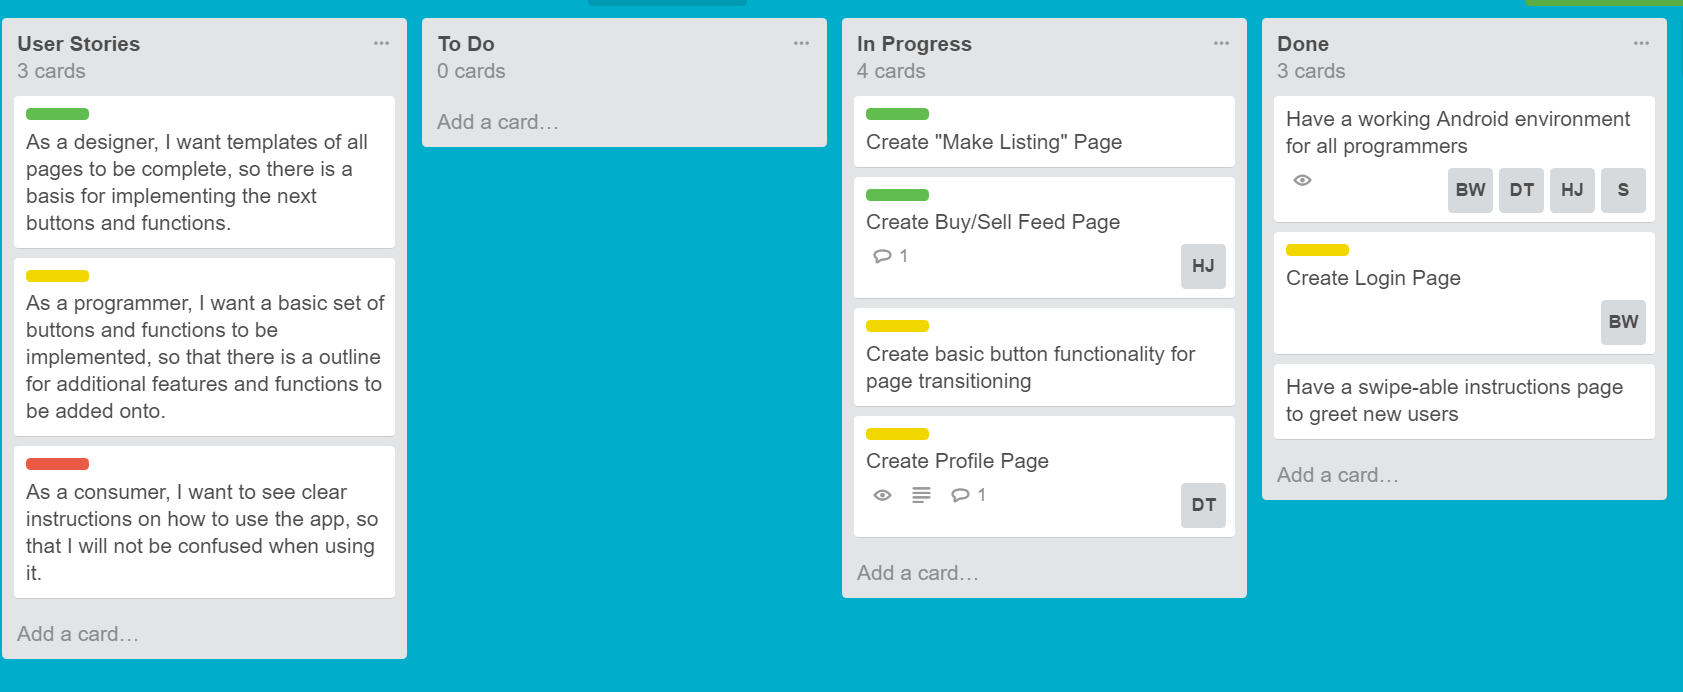 User Stories
3 cards
As a designer, I want templates of all
pages to be complete, so there is a
basis for implementing the next
buttons and functions.
As a programmer, I want a basic set of
buttons and functions to be
implemented, so that there is a outline
for additional features and functions to
be added onto.
As a consumer, I want to see clear
instructions on how to use the app, so
that I will not be confused when using
it.
Add a card…
To Do
0 cards
Add a card…
In Progress
4 cards
Create "Make Listing" Page
Create Buy/Sell Feed Page
1
HJ
Create basic button functionality for
page transitioning
Create Profile Page
1
DT
Add a card…
Done
3 cards
Have a working Android environment
for all programmers
BW DT HJ S
Create Login Page
BW
Have a swipe-able instructions page
to greet new users
Add a card…